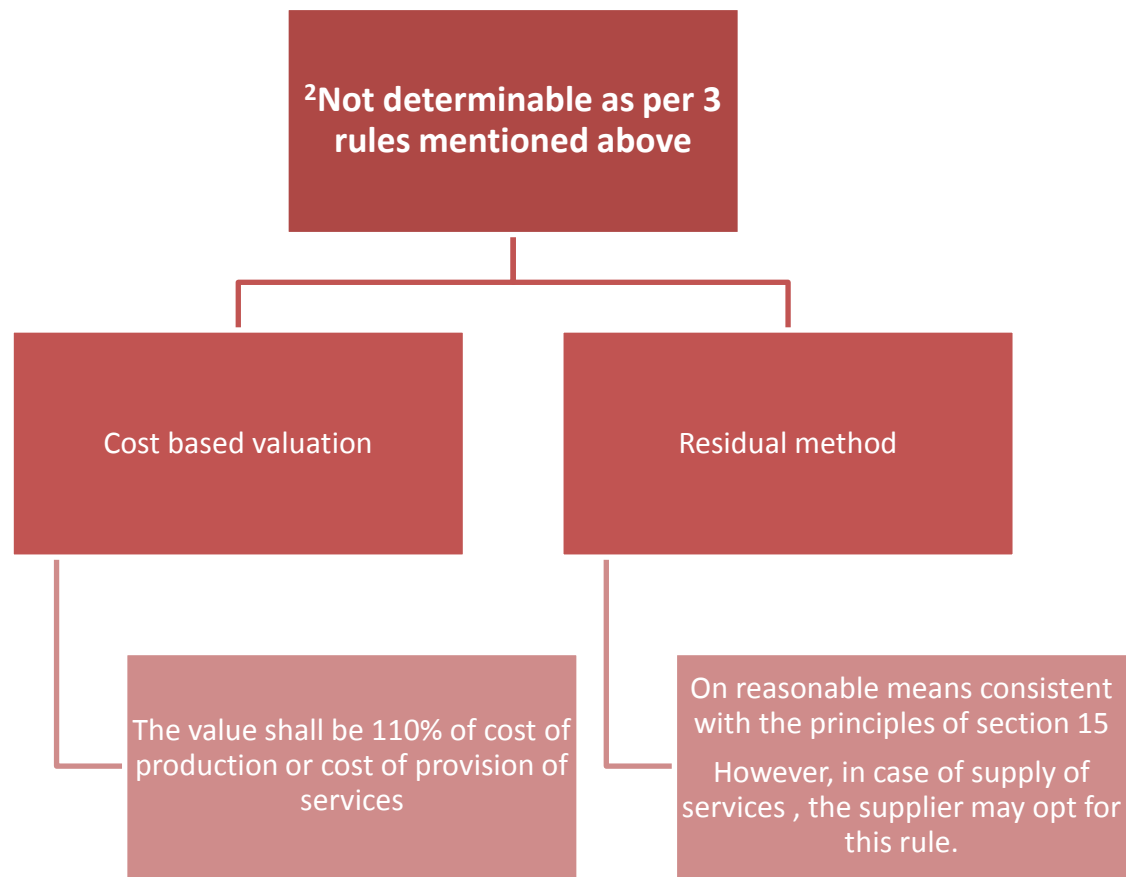 ²Not determinable as per 3
rules mentioned above
Cost based valuation
Residual method
The value shall be 110% of cost of
production or cost of provision of
services
On reasonable means consistent
with the principles of section 15
However, in case of supply of
services , the supplier may opt for
this rule.